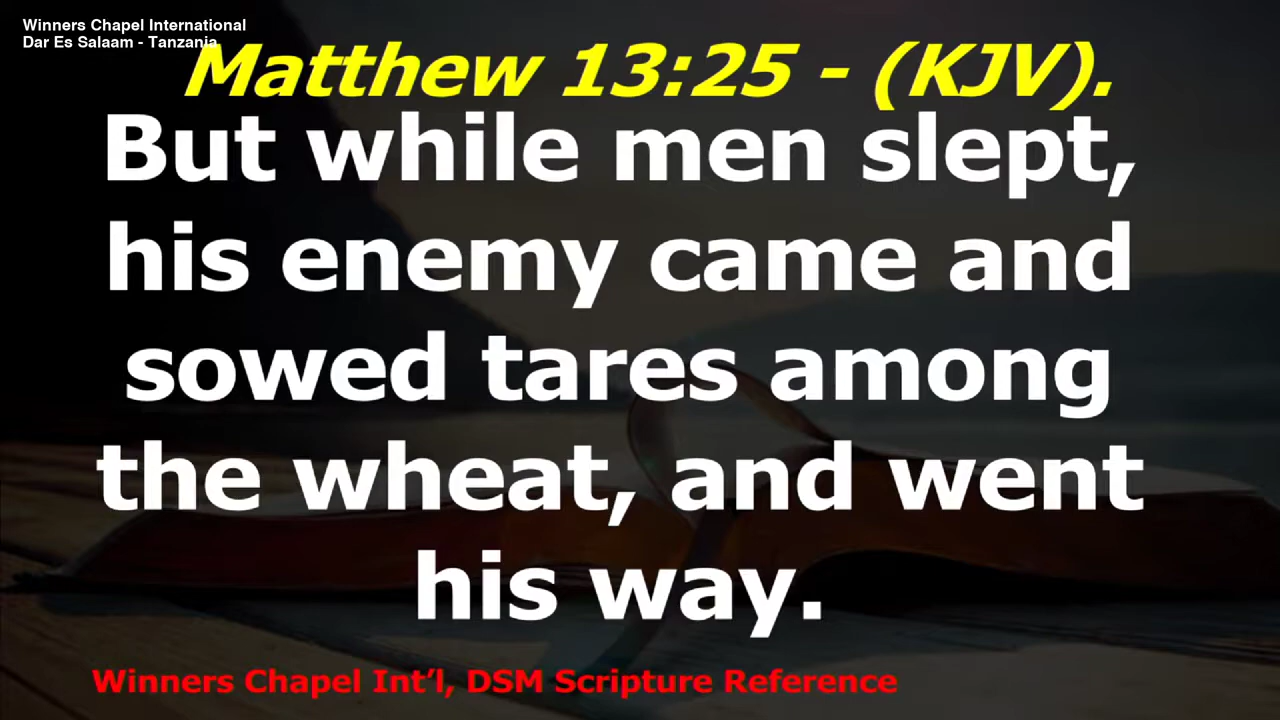 Winners Chapel International
Dar Es Salaam - Tanzania
Matthew 13:25 - (KJV).
But while men slept,
his enemy came and
sowed tares among
the wheat, and went
his way.
Winners Chapel Int’l, DSM Scripture Reference